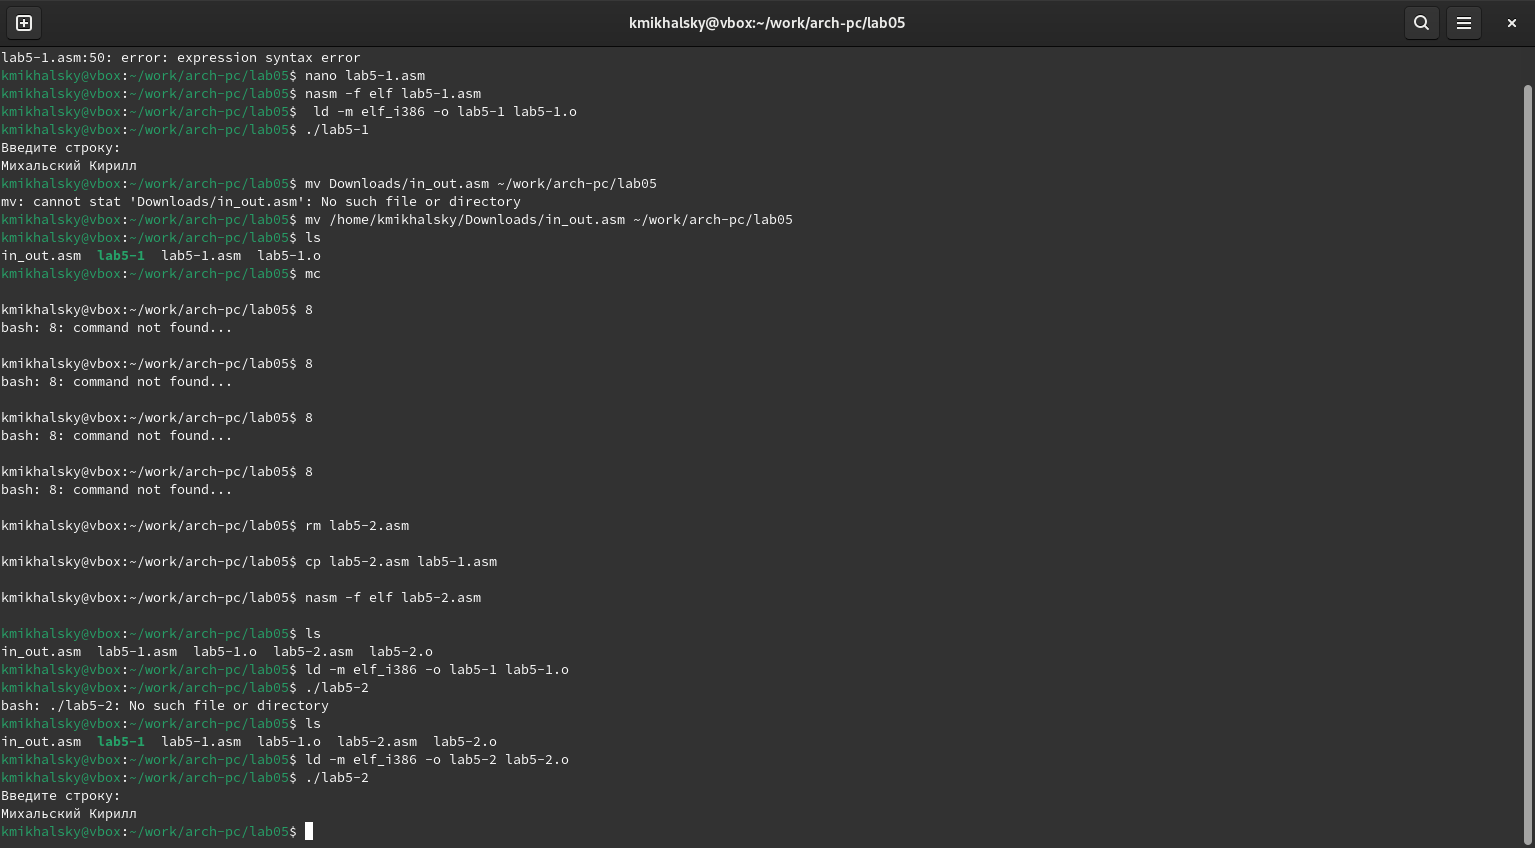 kmikhalsky@vbox:~/work/arch-pc/lab05
lab5-1.asm:50: error: expression syntax error
kmikhalsky@vbox:~/work/arch-pc/lab05$ nano lab5-1.asm
kmikhalsky@vbox:~/work/arch-pc/lab05$ nasm -f elf lab5-1.asm
kmikhalsky@vbox:~/work/arch-pc/lab05$  ld -m elf_i386 -o lab5-1 lab5-1.o
kmikhalsky@vbox:~/work/arch-pc/lab05$ ./lab5-1
Введите строку:
Михальский Кирилл
kmikhalsky@vbox:~/work/arch-pc/lab05$ mv Downloads/in_out.asm ~/work/arch-pc/lab05
mv: cannot stat 'Downloads/in_out.asm': No such file or directory
kmikhalsky@vbox:~/work/arch-pc/lab05$ mv /home/kmikhalsky/Downloads/in_out.asm ~/work/arch-pc/lab05
kmikhalsky@vbox:~/work/arch-pc/lab05$ ls
in_out.asm  lab5-1  lab5-1.asm  lab5-1.o
kmikhalsky@vbox:~/work/arch-pc/lab05$ mc
kmikhalsky@vbox:~/work/arch-pc/lab05$ 8
bash: 8: command not found...
kmikhalsky@vbox:~/work/arch-pc/lab05$ 8
bash: 8: command not found...
kmikhalsky@vbox:~/work/arch-pc/lab05$ 8
bash: 8: command not found...
kmikhalsky@vbox:~/work/arch-pc/lab05$ 8
bash: 8: command not found...
kmikhalsky@vbox:~/work/arch-pc/lab05$ rm lab5-2.asm
kmikhalsky@vbox:~/work/arch-pc/lab05$ cp lab5-2.asm lab5-1.asm
kmikhalsky@vbox:~/work/arch-pc/lab05$ nasm -f elf lab5-2.asm
kmikhalsky@vbox:~/work/arch-pc/lab05$ ls
in_out.asm  lab5-1.asm  lab5-1.o  lab5-2.asm  lab5-2.o
kmikhalsky@vbox:~/work/arch-pc/lab05$ ld -m elf_i386 -o lab5-1 lab5-1.o
kmikhalsky@vbox:~/work/arch-pc/lab05$ ./lab5-2
bash: ./lab5-2: No such file or directory
kmikhalsky@vbox:~/work/arch-pc/lab05$ ls
in_out.asm  lab5-1  lab5-1.asm  lab5-1.o  lab5-2.asm  lab5-2.o
kmikhalsky@vbox:~/work/arch-pc/lab05$ ld -m elf_i386 -o lab5-2 lab5-2.o
kmikhalsky@vbox:~/work/arch-pc/lab05$ ./lab5-2
Введите строку:
Михальский Кирилл
kmikhalsky@vbox:~/work/arch-pc/lab05$